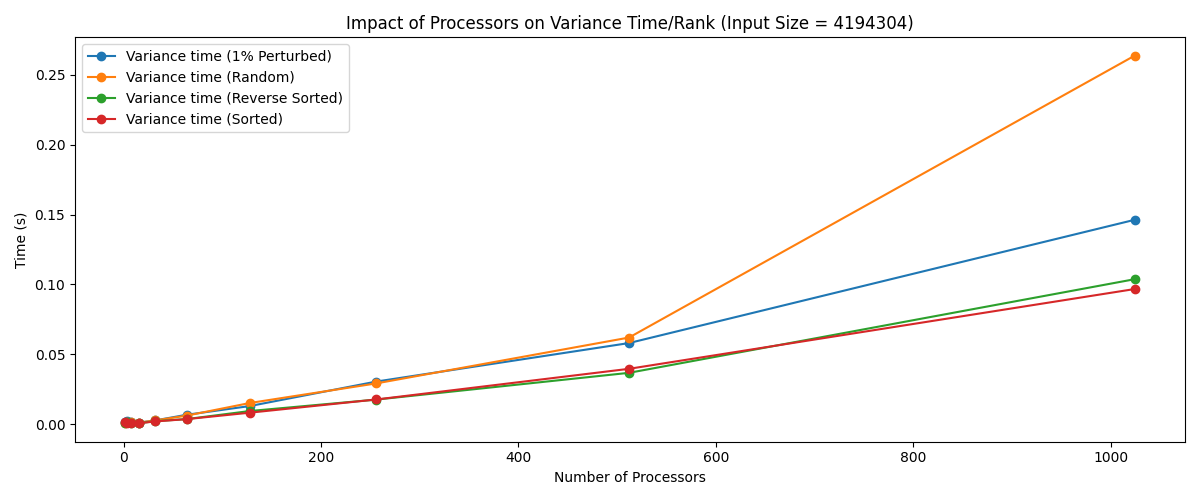 Impact of Processors on Variance Time/Rank (Input Size = 4194304)
Variance time (1% Perturbed)
Variance time (Random)
Variance time (Reverse Sorted)
Variance time (Sorted)
Time (s)
0.25
0.20
0.15
0.10
0.05
0.00
0 200 400 600 800 1000
Number of Processors